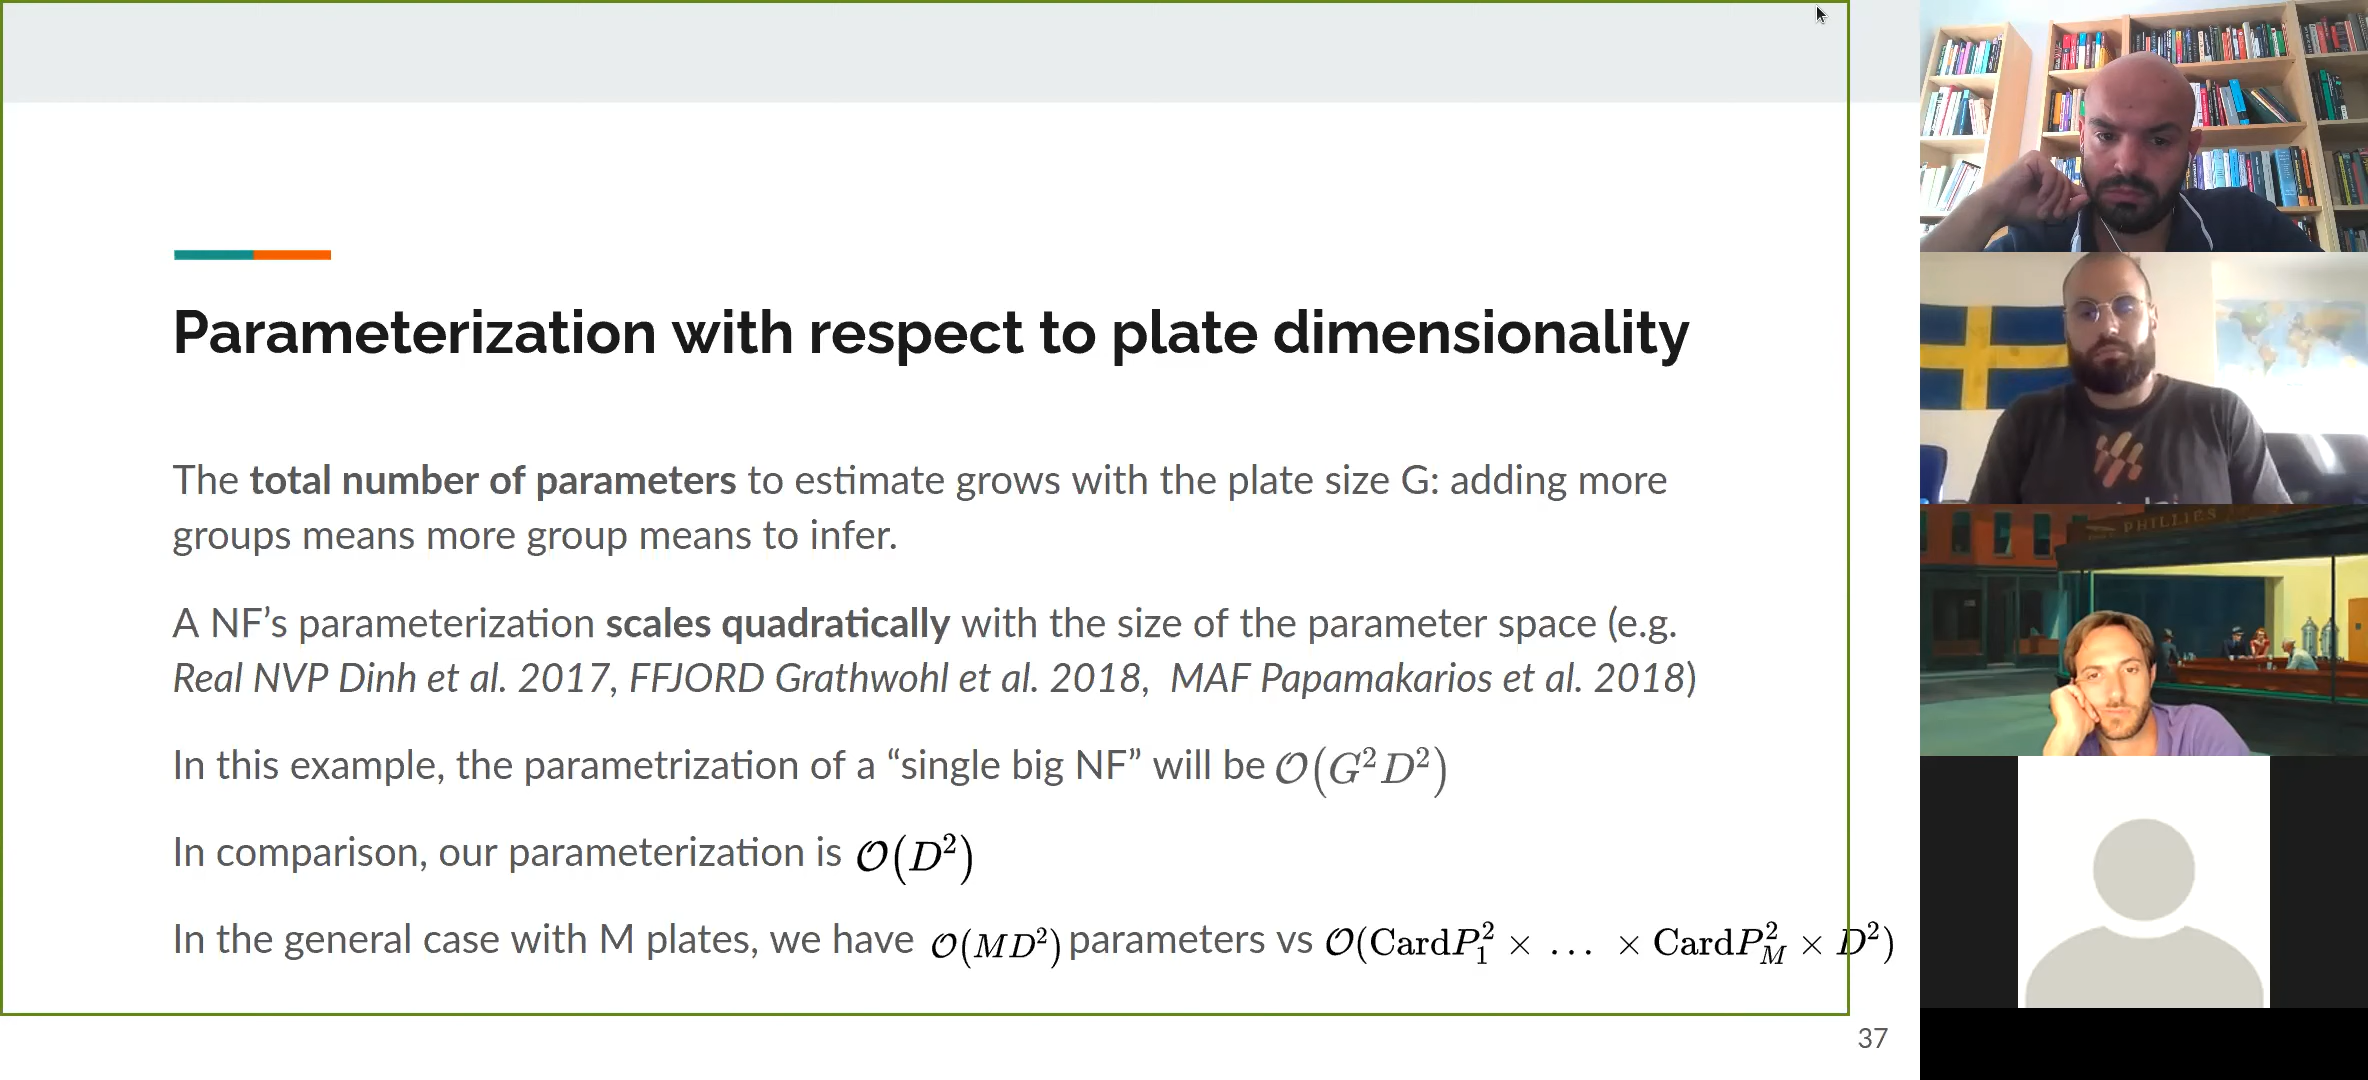 Parameterization with respect to plate dimensionality
The total number of parameters to estimate grows with the plate size G: adding more
groups means more group means to infer.
A NF’s parameterization scales quadratically with the size of the parameter space (e.g.
Real NVP Dinh et al. 2017, FFJORD Grathwohl et al. 2018, MAF Papamakarios et al. 2018)
In this example, the parametrization of a “single big NF” will be 𝒪(G²D²)
In comparison, our parameterization is 𝒪(D²)
In the general case with M plates, we have 𝒪(MD²) parameters vs 𝒪(CardP₁² × … × CardP_M² × D²)
37
PHILLIES